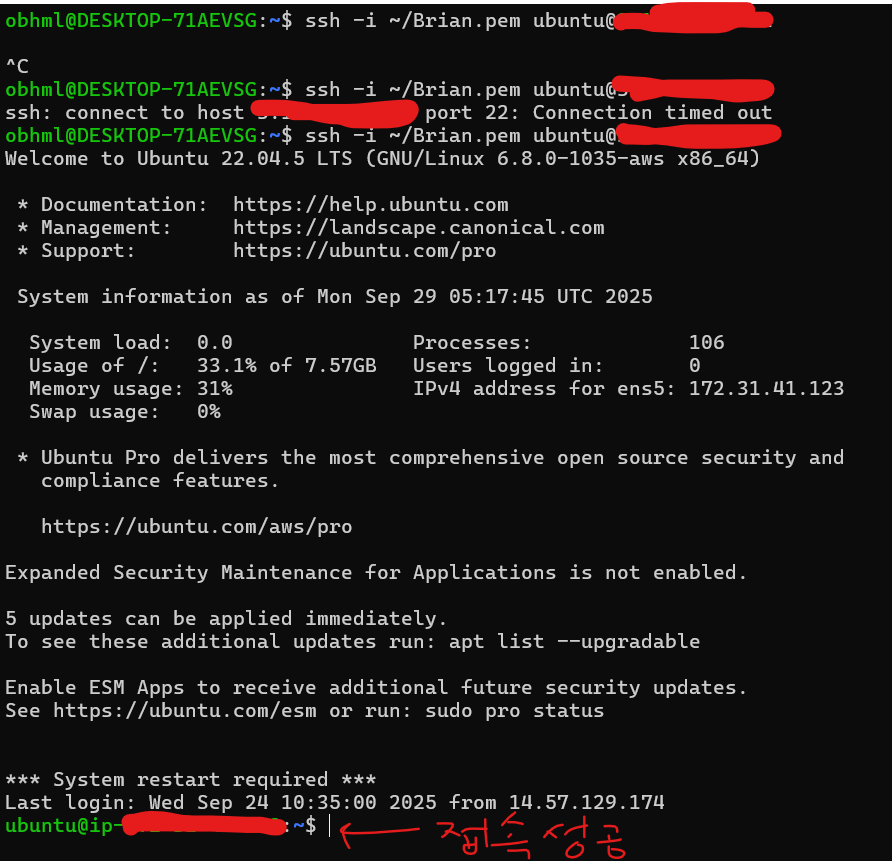 obhml@DESKTOP-71AEVSG:~$ ssh -i ~/Brian.pem ubuntu@
^C
obhml@DESKTOP-71AEVSG:~$ ssh -i ~/Brian.pem ubuntu@
ssh: connect to host port 22: Connection timed out
obhml@DESKTOP-71AEVSG:~$ ssh -i ~/Brian.pem ubuntu@
Welcome to Ubuntu 22.04.5 LTS (GNU/Linux 6.8.0-1035-aws x86_64)
* Documentation: https://help.ubuntu.com
* Management: https://landscape.canonical.com
* Support: https://ubuntu.com/pro
System information as of Mon Sep 29 05:17:45 UTC 2025
System load: 0.0 Processes: 106
Usage of /: 33.1% of 7.57GB Users logged in: 0
Memory usage: 31% IPv4 address for ens5: 172.31.41.123
Swap usage: 0%
* Ubuntu Pro delivers the most comprehensive open source security and
compliance features.
https://ubuntu.com/aws/pro
Expanded Security Maintenance for Applications is not enabled.
5 updates can be applied immediately.
To see these additional updates run: apt list --upgradable
Enable ESM Apps to receive additional future security updates.
See https://ubuntu.com/esm or run: sudo pro status
*** System restart required ***
Last login: Wed Sep 24 10:35:00 2025 from 14.57.129.174
ubuntu@ip- :~$ 접속 성공